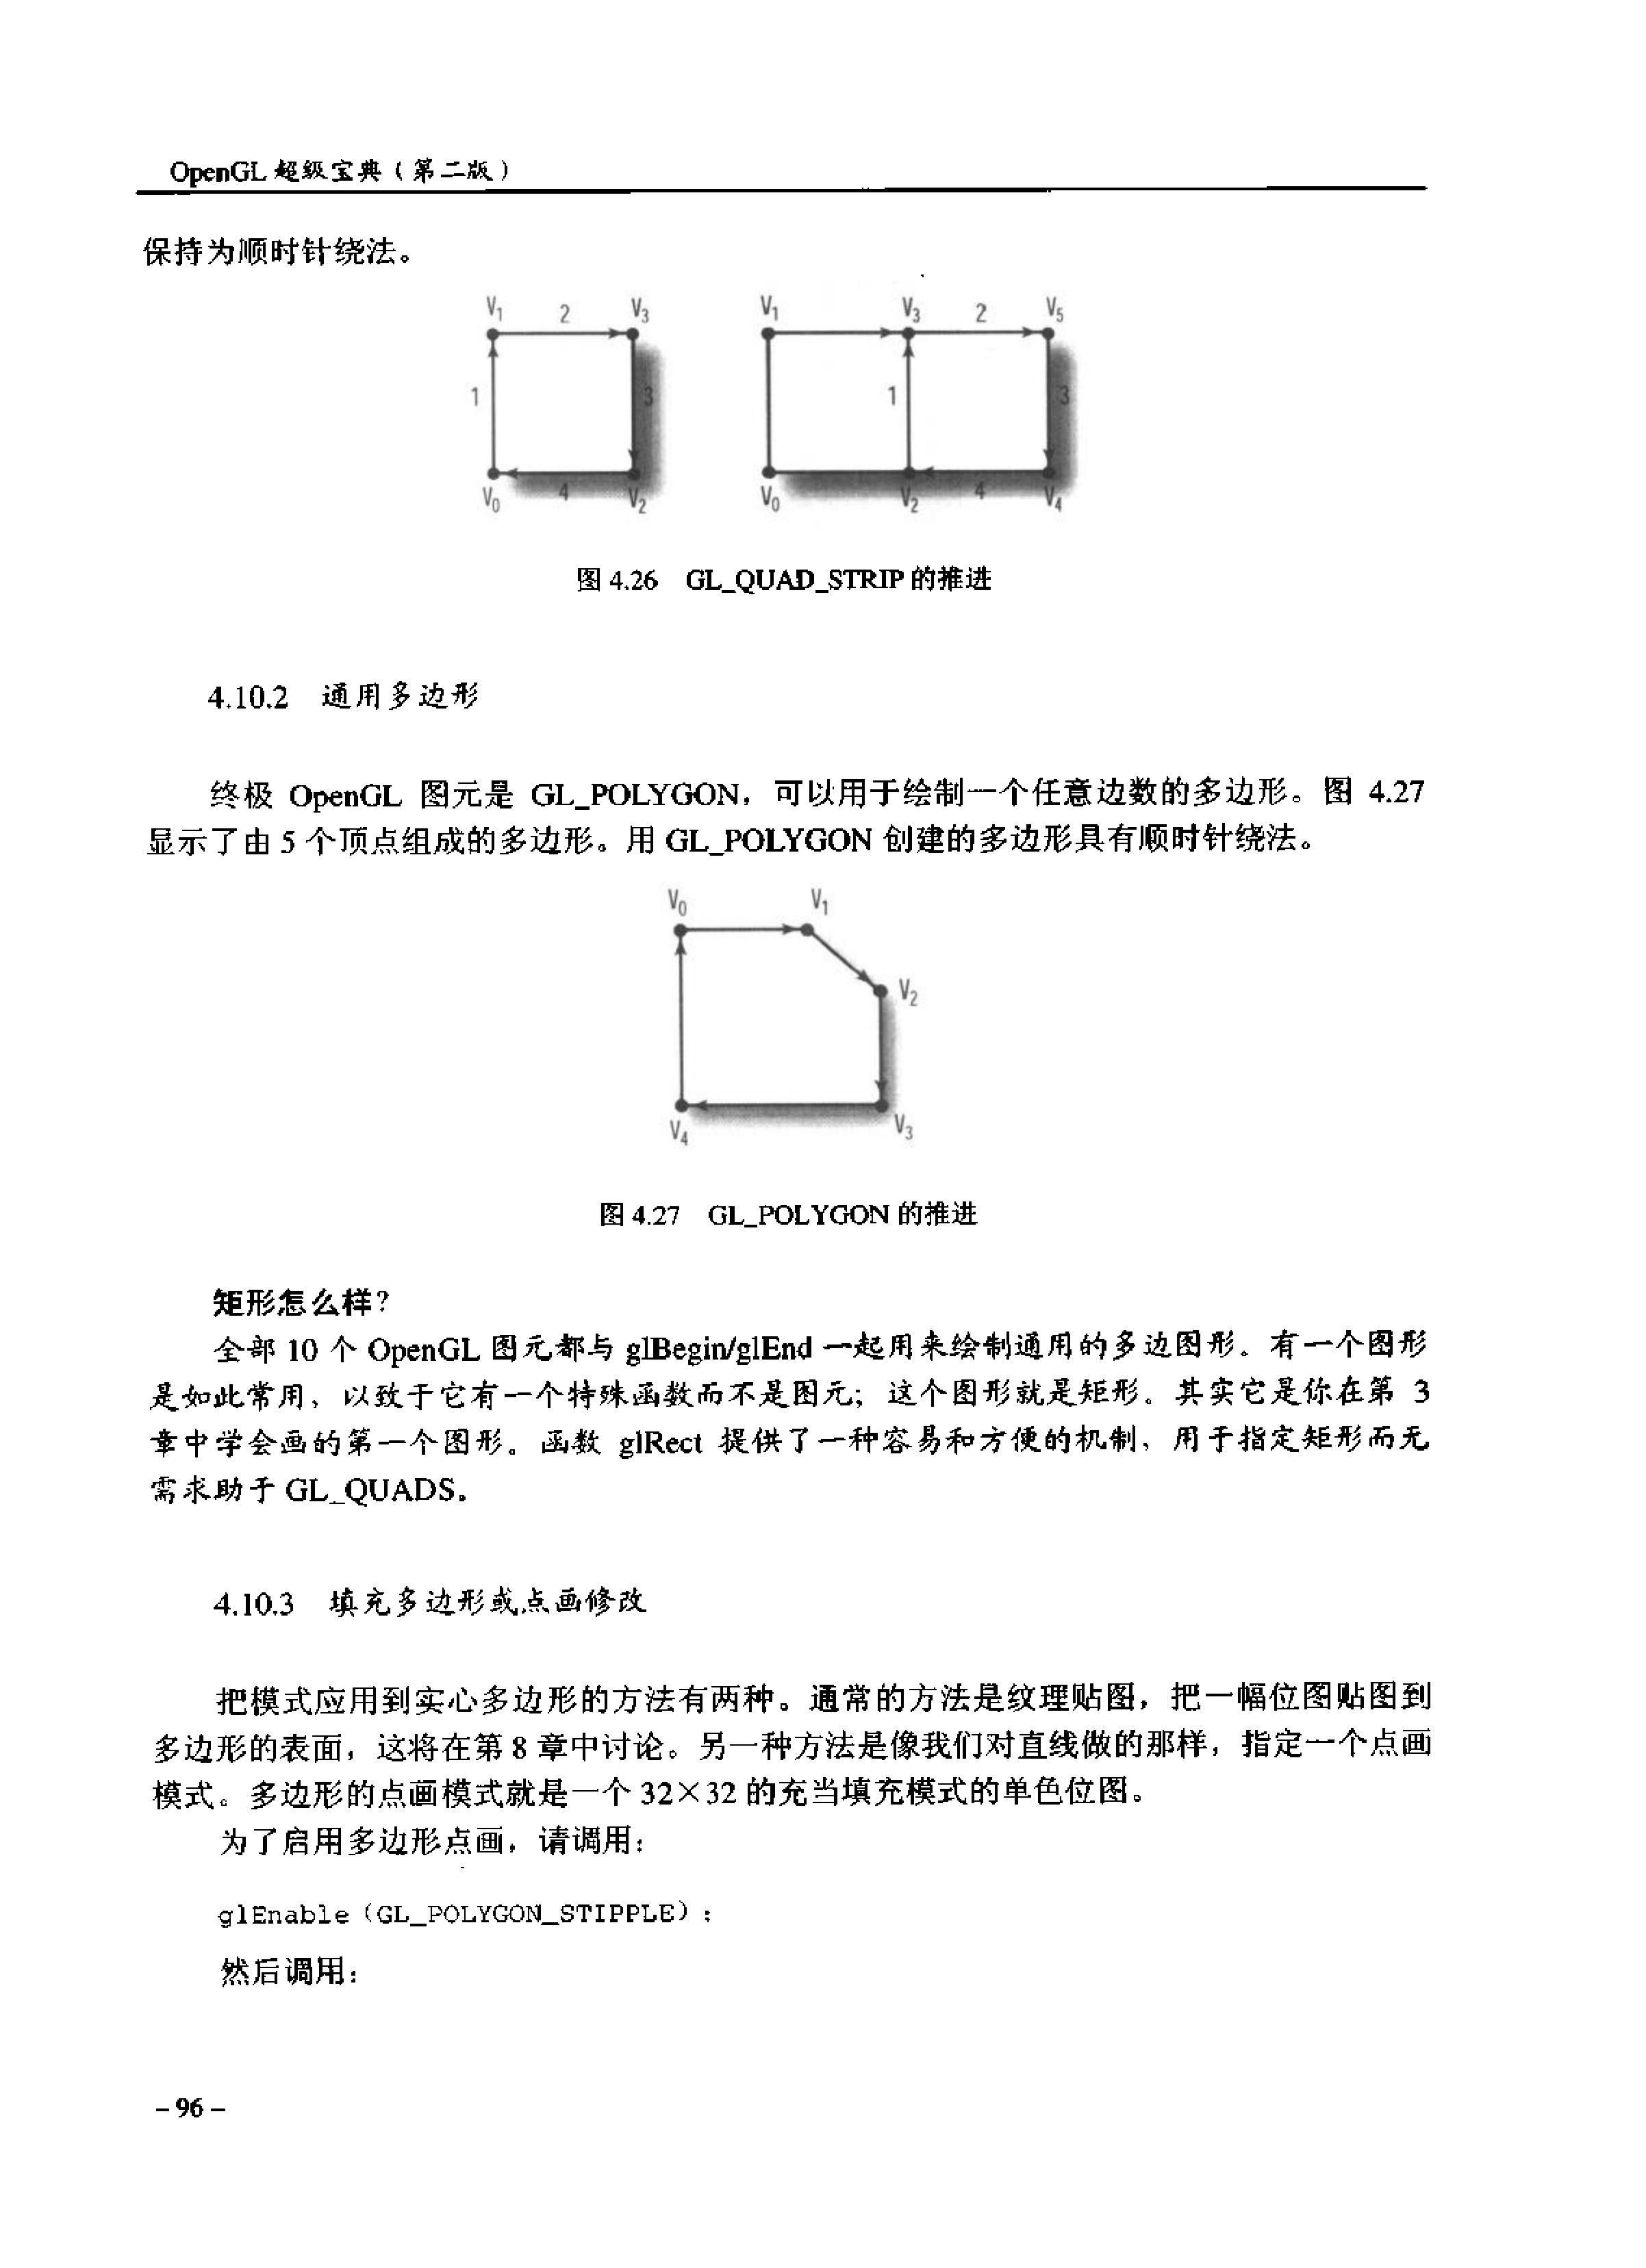 OpenGL 超级宝典（第二版）
保持为顺时针绕法。
V1 2 V3 V1 V3 2 V5
1 3 1 3
V0 4 V2 V0 V2 4 V4
图 4.26 GL_QUAD_STRIP 的推进
4.10.2 通用多边形
终极 OpenGL 图元是 GL_POLYGON，可以用于绘制一个任意边数的多边形。图 4.27
显示了由 5 个顶点组成的多边形。用 GL_POLYGON 创建的多边形具有顺时针绕法。
V0 V1
V2
V4 V3
图 4.27 GL_POLYGON 的推进
矩形怎么样?
全部 10 个 OpenGL 图元都与 glBegin/glEnd 一起用来绘制通用的多边图形。有一个图形
是如此常用，以致于它有一个特殊函数而不是图元；这个图形就是矩形。其实它是你在第 3
章中学会画的第一个图形。函数 glRect 提供了一种容易和方便的机制，用于指定矩形而无
需求助于 GL_QUADS。
4.10.3 填充多边形或点画修改
把模式应用到实心多边形的方法有两种。通常的方法是纹理贴图，把一幅位图贴图到
多边形的表面，这将在第 8 章中讨论。另一种方法是像我们对直线做的那样，指定一个点画
模式。多边形的点画模式就是一个 32×32 的充当填充模式的单色位图。
为了启用多边形点画，请调用：
glEnable（GL_POLYGON_STIPPLE）;
然后调用：
– 96 –